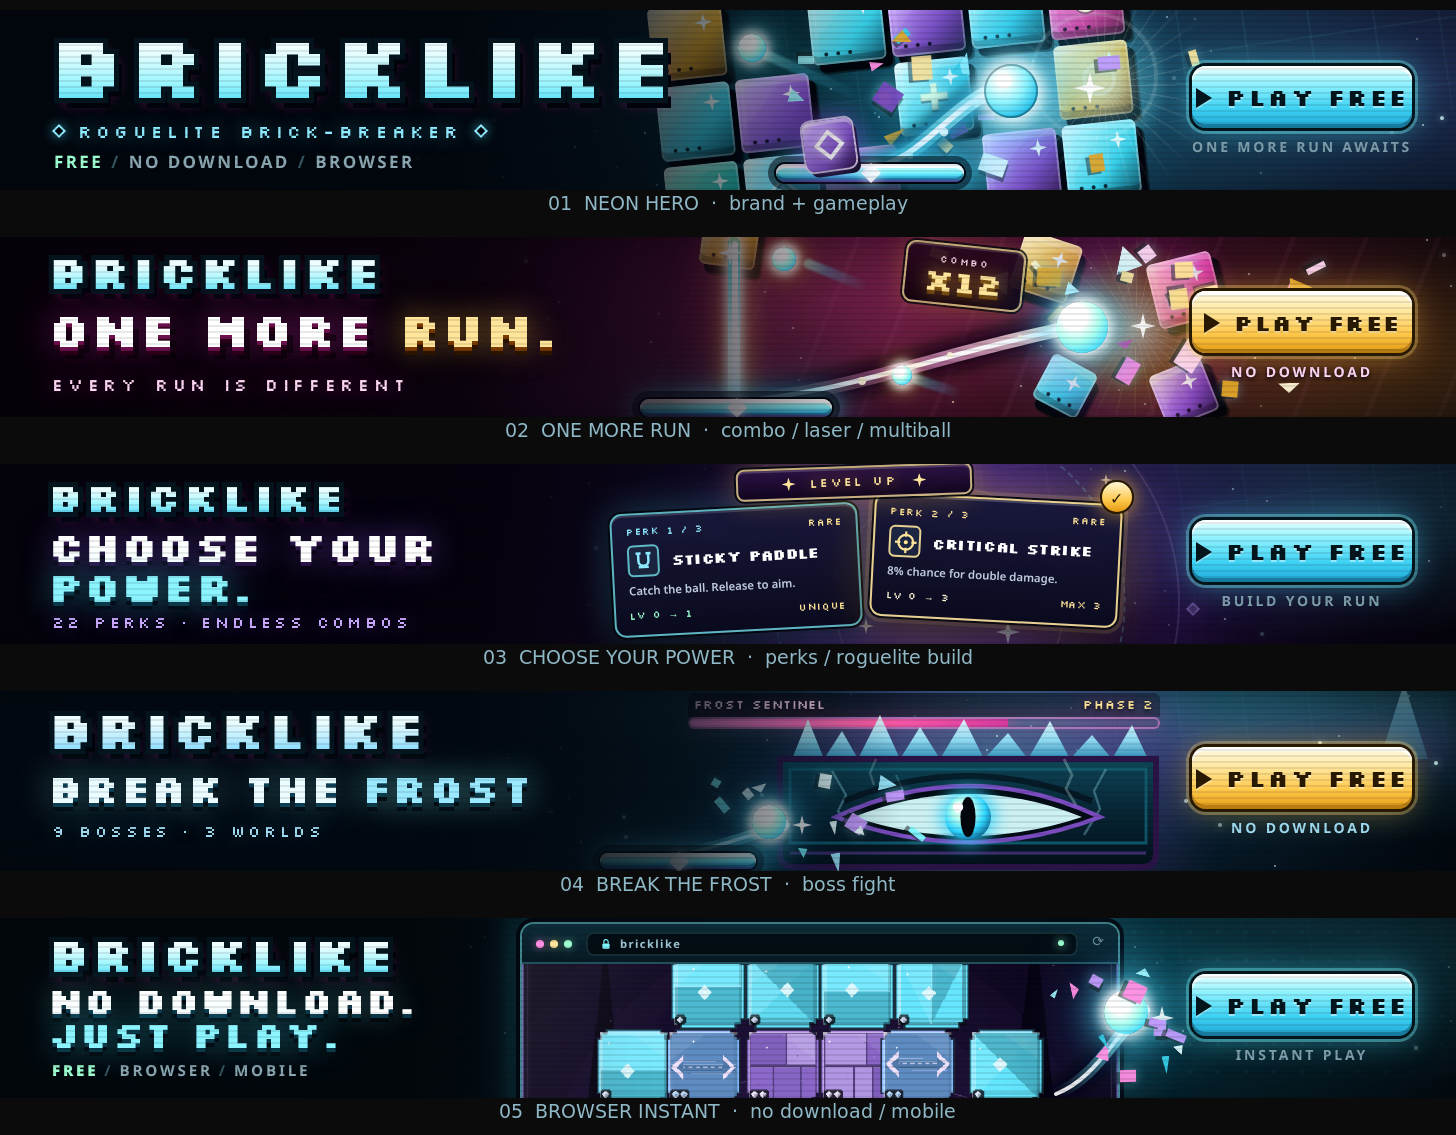 BRICKLIKE
ROGUELITE BRICK-BREAKER
FREE / NO DOWNLOAD / BROWSER
PLAY FREE
ONE MORE RUN AWAITS
01 NEON HERO · brand + gameplay
BRICKLIKE
ONE MORE RUN.
EVERY RUN IS DIFFERENT
COMBO
X12
PLAY FREE
NO DOWNLOAD
02 ONE MORE RUN · combo / laser / multiball
BRICKLIKE
CHOOSE YOUR
POWER.
22 PERKS · ENDLESS COMBOS
LEVEL UP
PERK 1 / 3 RARE
STICKY PADDLE
Catch the ball. Release to aim.
LV 0 → 1 UNIQUE
PERK 2 / 3 RARE
CRITICAL STRIKE
8% chance for double damage.
LV 0 → 3 MAX 3
PLAY FREE
BUILD YOUR RUN
03 CHOOSE YOUR POWER · perks / roguelite build
BRICKLIKE
BREAK THE FROST
9 BOSSES · 3 WORLDS
FROST SENTINEL PHASE 2
PLAY FREE
NO DOWNLOAD
04 BREAK THE FROST · boss fight
BRICKLIKE
NO DOWNLOAD.
JUST PLAY.
FREE / BROWSER / MOBILE
bricklike
PLAY FREE
INSTANT PLAY
05 BROWSER INSTANT · no download / mobile